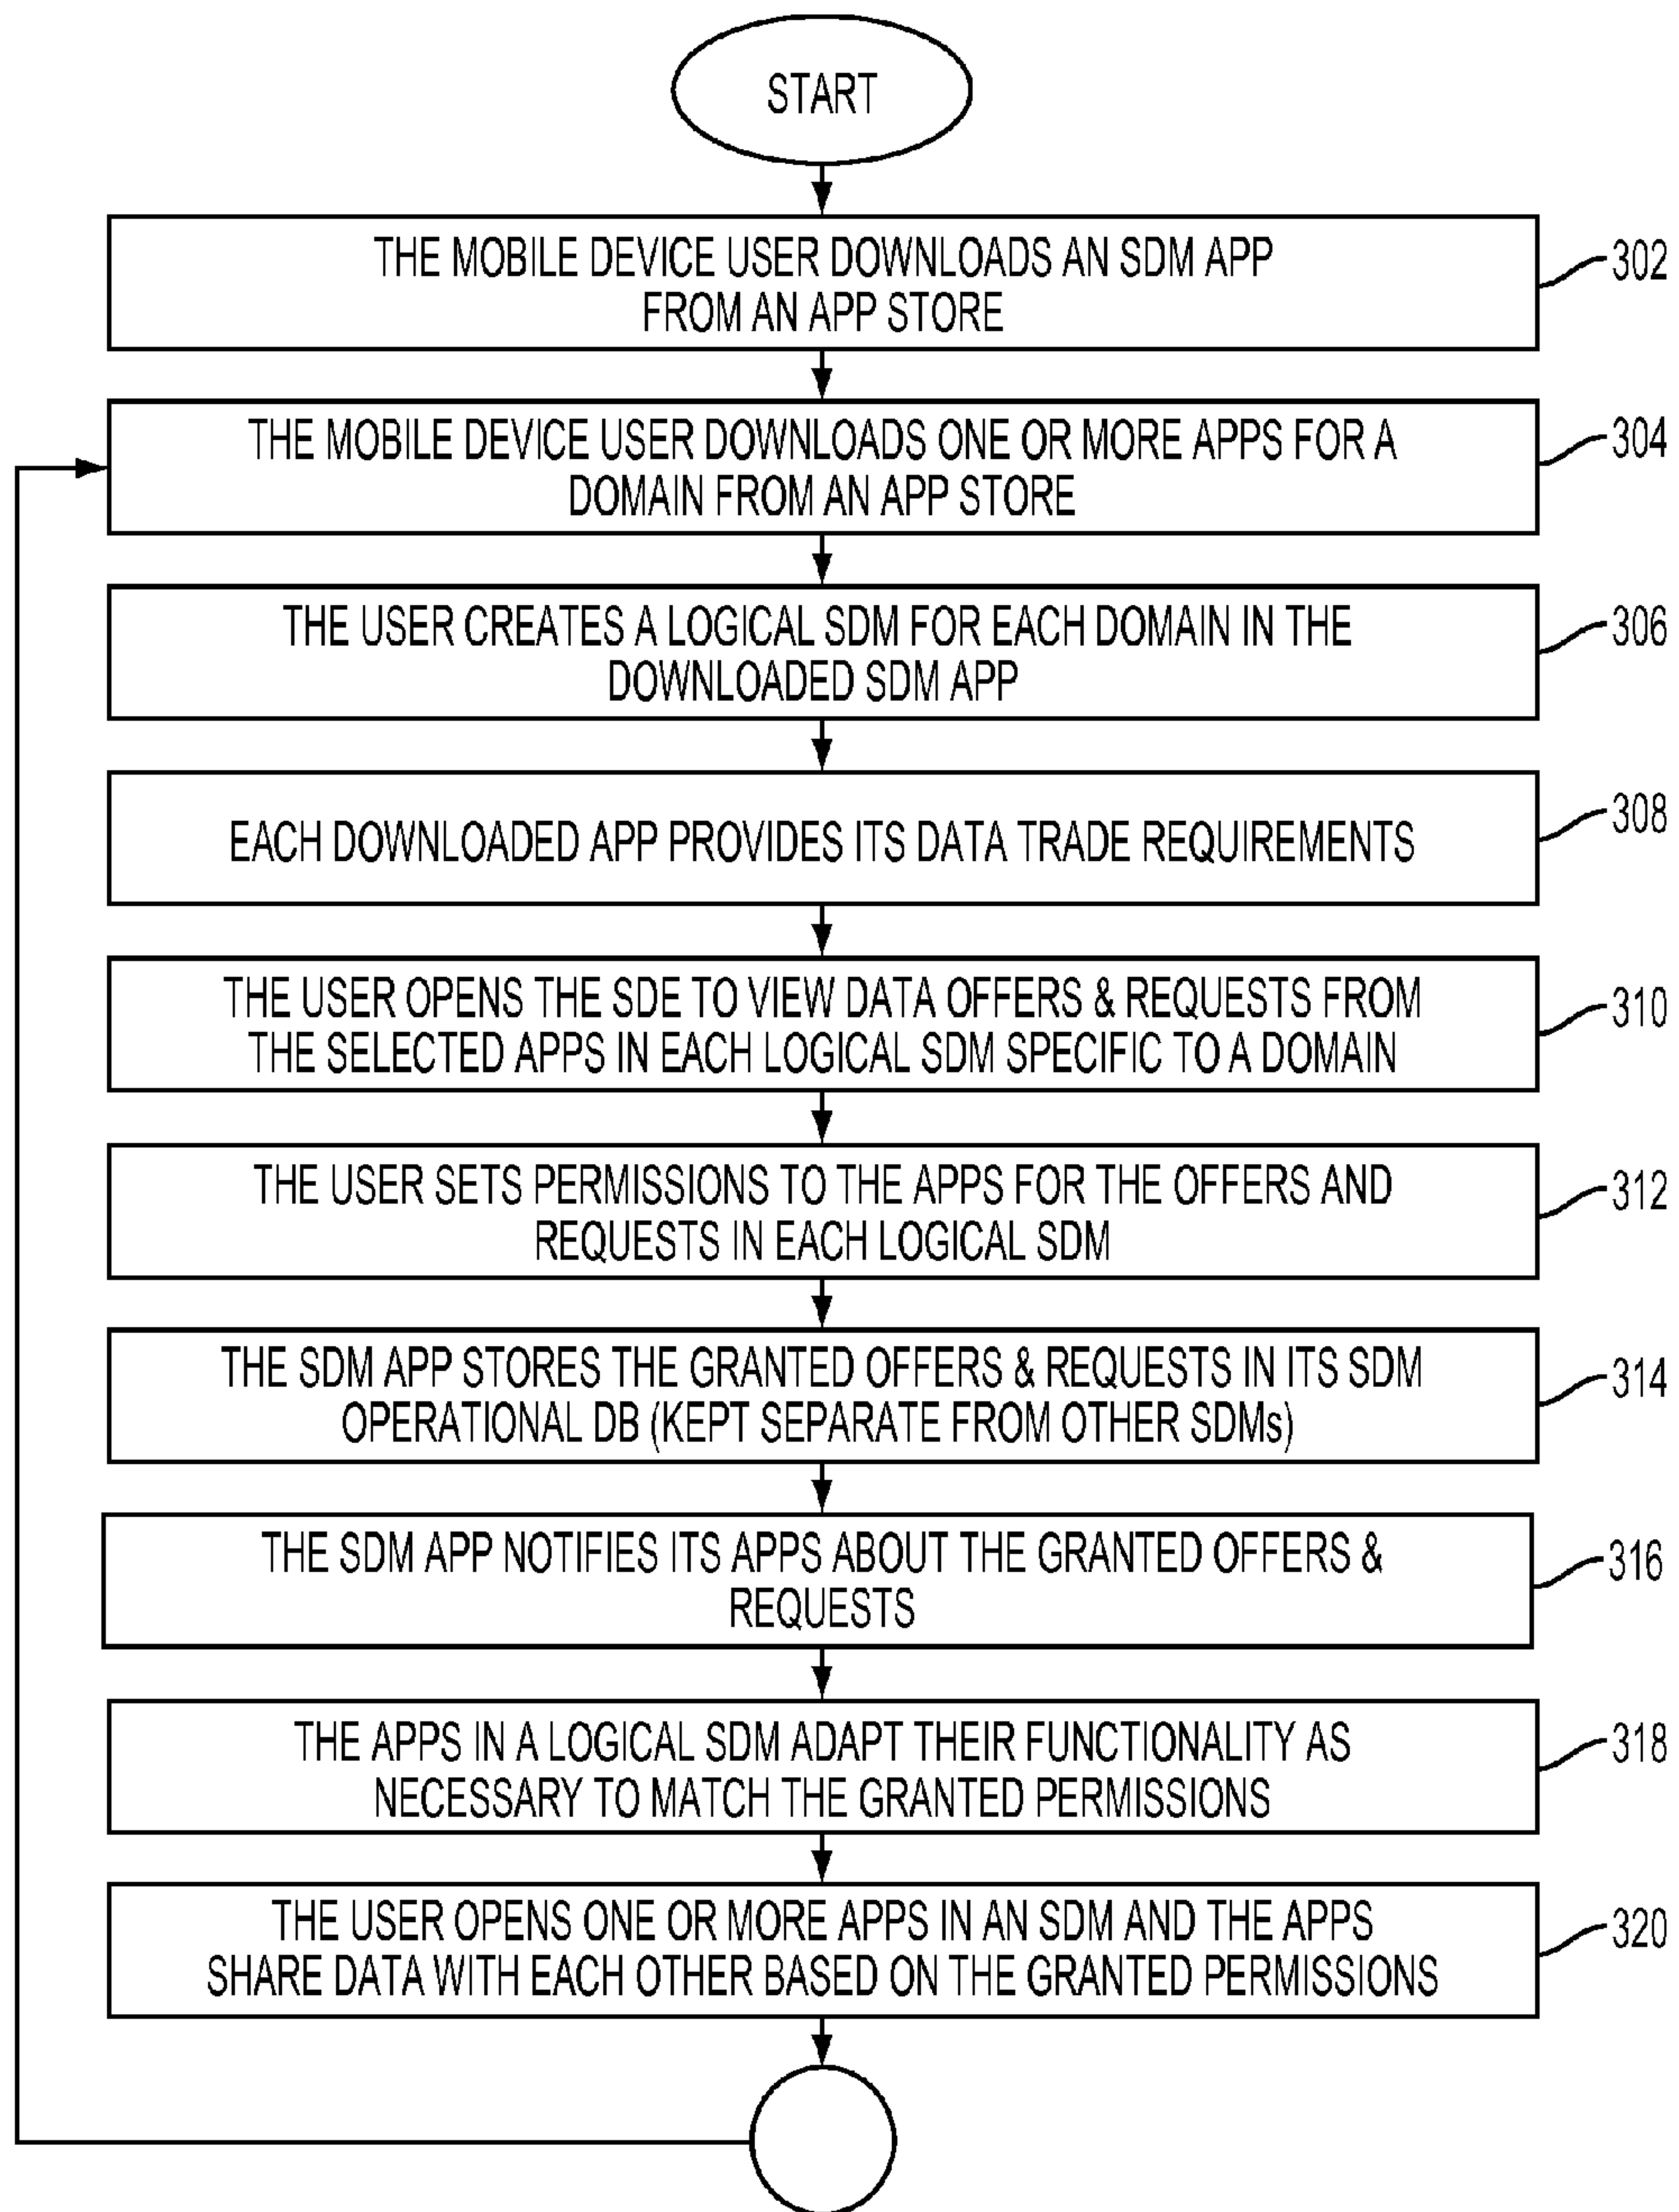 START
THE MOBILE DEVICE USER DOWNLOADS AN SDM APP
FROM AN APP STORE
302
THE MOBILE DEVICE USER DOWNLOADS ONE OR MORE APPS FOR A
DOMAIN FROM AN APP STORE
304
THE USER CREATES A LOGICAL SDM FOR EACH DOMAIN IN THE
DOWNLOADED SDM APP
306
EACH DOWNLOADED APP PROVIDES ITS DATA TRADE REQUIREMENTS
308
THE USER OPENS THE SDE TO VIEW DATA OFFERS & REQUESTS FROM
THE SELECTED APPS IN EACH LOGICAL SDM SPECIFIC TO A DOMAIN
310
THE USER SETS PERMISSIONS TO THE APPS FOR THE OFFERS AND
REQUESTS IN EACH LOGICAL SDM
312
THE SDM APP STORES THE GRANTED OFFERS & REQUESTS IN ITS SDM
OPERATIONAL DB (KEPT SEPARATE FROM OTHER SDMs)
314
THE SDM APP NOTIFIES ITS APPS ABOUT THE GRANTED OFFERS &
REQUESTS
316
THE APPS IN A LOGICAL SDM ADAPT THEIR FUNCTIONALITY AS
NECESSARY TO MATCH THE GRANTED PERMISSIONS
318
THE USER OPENS ONE OR MORE APPS IN AN SDM AND THE APPS
SHARE DATA WITH EACH OTHER BASED ON THE GRANTED PERMISSIONS
320